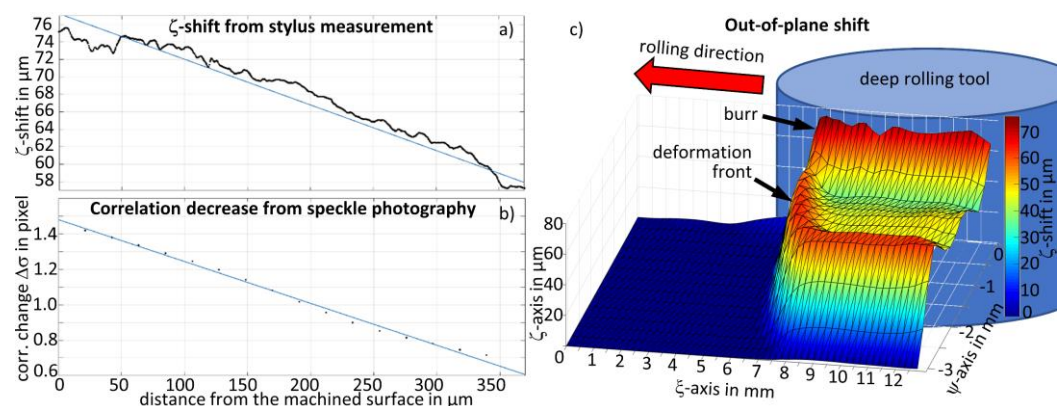 ζ-shift from stylus measurement
a)
ζ-shift in µm
76
74
72
70
68
66
64
62
60
58
Correlation decrease from speckle photography
b)
corr. change Δσ in pixel
1.4
1.2
1.0
0.8
0.6
0 50 100 150 200 250 300 350
distance from the machined surface in µm
c)
Out-of-plane shift
rolling direction
deep rolling tool
burr
deformation
front
ζ-axis in µm
80
60
40
20
0
0 1 2 3 4 5 6 7 8 9 10 11 12
ξ-axis in mm
0
-1
-2
-3
ψ-axis in mm
70
60
50
40
30
20
10
0
ζ-shift in µm